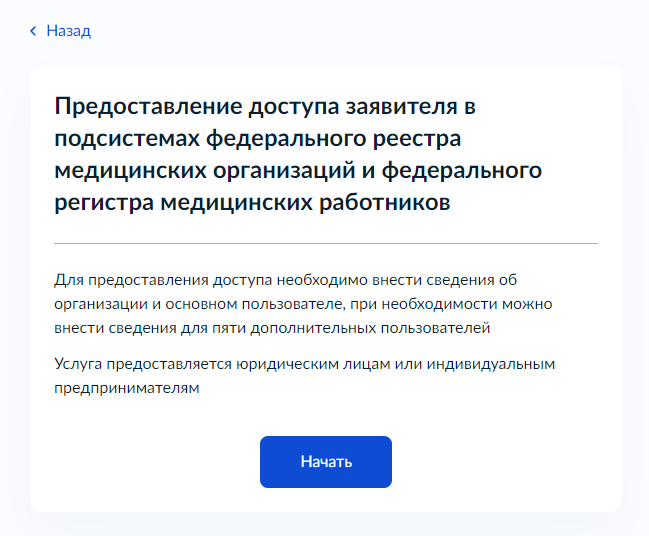 Назад
Предоставление доступа заявителя в
подсистемах федерального реестра
медицинских организаций и федерального
регистра медицинских работников
Для предоставления доступа необходимо внести сведения об
организации и основном пользователе, при необходимости можно
внести сведения для пяти дополнительных пользователей
Услуга предоставляется юридическим лицам или индивидуальным
предпринимателям
Начать